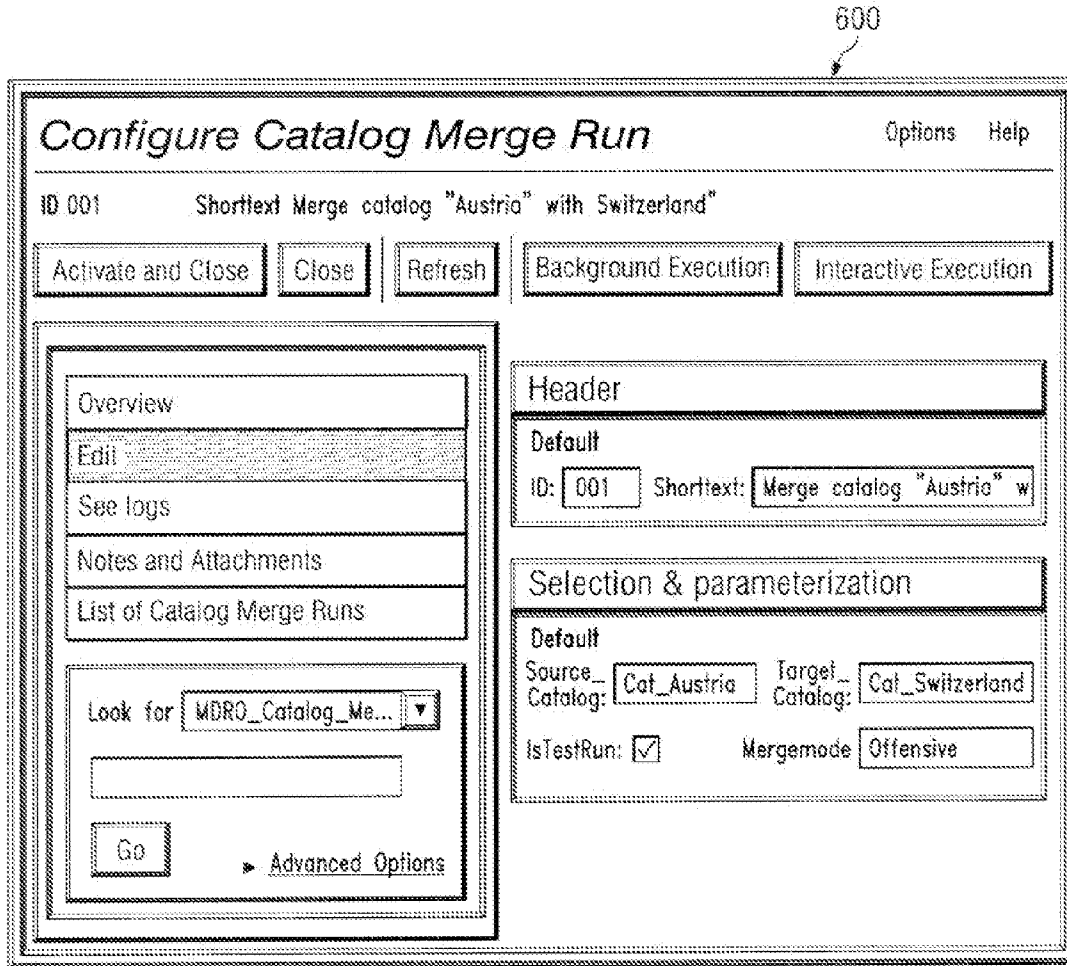 600
Configure Catalog Merge Run Options Help
ID 001 Shorttext Merge catalog "Austria" with Switzerland"
Activate and Close Close Refresh Background Execution Interactive Execution
Overview
Edit
See logs
Notes and Attachments
List of Catalog Merge Runs
Look for MDRO_Catalog_Me...
Go
Advanced Options
Header
Default
ID: 001 Shorttext: Merge catalog "Austria" w
Selection & parameterization
Default
Source_ Catalog: Cat_Austria Target_ Catalog: Cat_Switzerland
IsTestRun: Mergemode Offensive